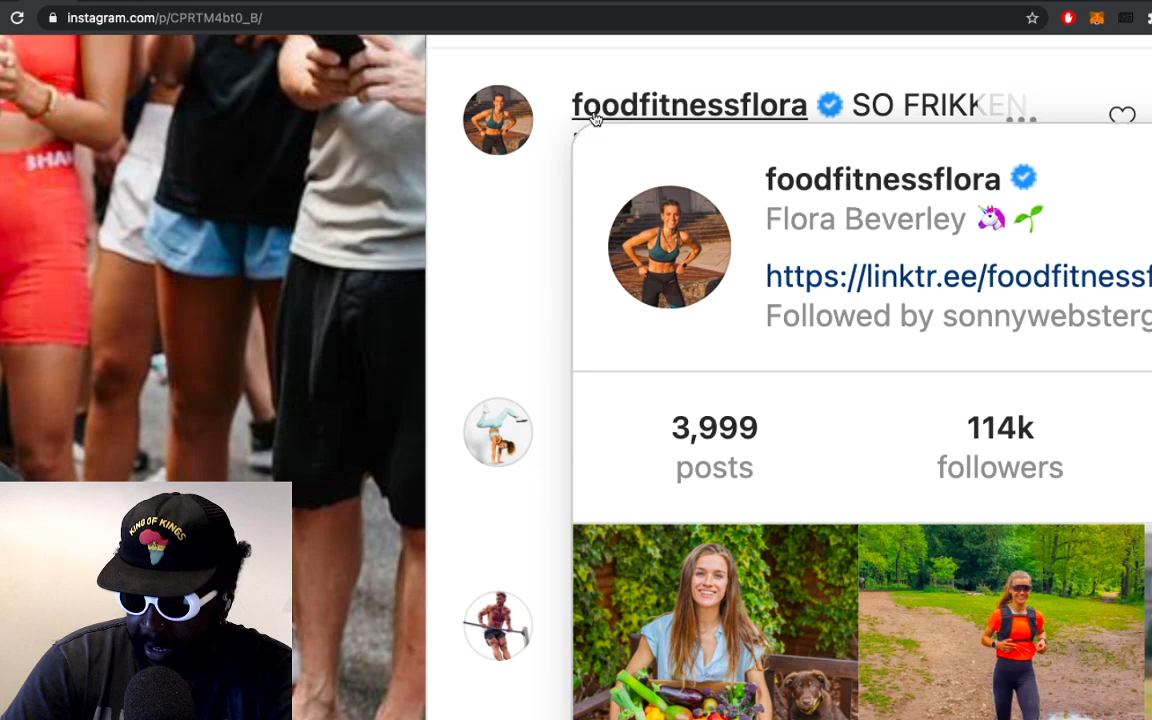 instagram.com/p/CPRTM4bt0_B/
foodfitnessflora SO FRIKKEN
foodfitnessflora
Flora Beverley 🦄🌱
https://linktr.ee/foodfitnessf
Followed by sonnywebsterg
3,999
posts
114k
followers
KING OF KINGS